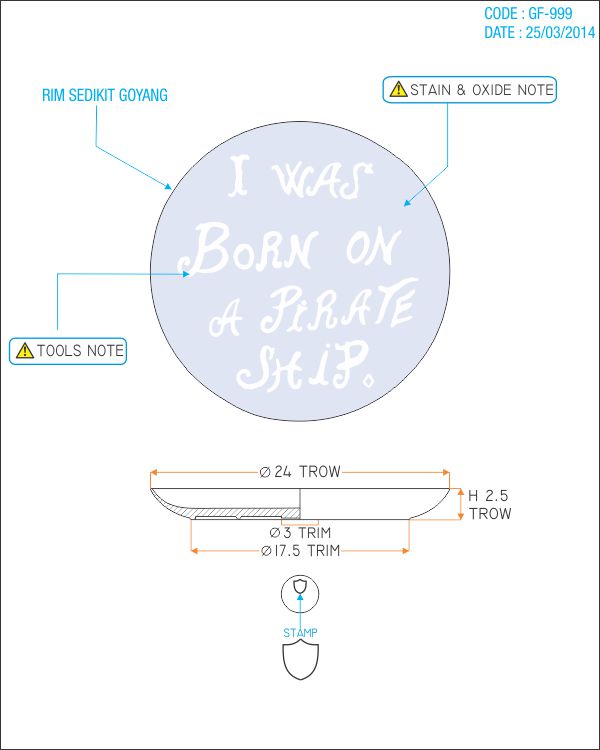 CODE : GF-999
DATE : 25/03/2014
RIM SEDIKIT GOYANG
STAIN & OXIDE NOTE
I WAS
BORN ON
A PiRATE
SHiP.
TOOLS NOTE
Ø 24 TROW
H 2.5
TROW
Ø 3 TRIM
Ø17.5 TRIM
STAMP